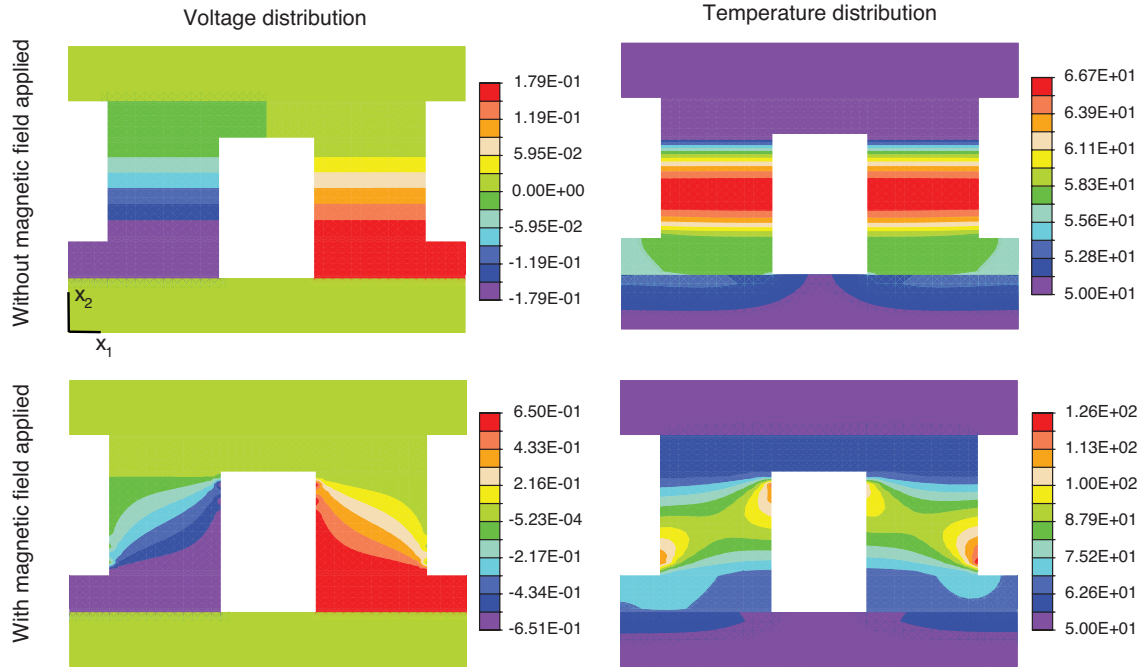 Voltage distribution
Temperature distribution
Without magnetic field applied
1.79E-01
1.19E-01
5.95E-02
0.00E+00
-5.95E-02
-1.19E-01
-1.79E-01
x2
x1
6.67E+01
6.39E+01
6.11E+01
5.83E+01
5.56E+01
5.28E+01
5.00E+01
With magnetic field applied
6.50E-01
4.33E-01
2.16E-01
-5.23E-04
-2.17E-01
-4.34E-01
-6.51E-01
1.26E+02
1.13E+02
1.00E+02
8.79E+01
7.52E+01
6.26E+01
5.00E+01